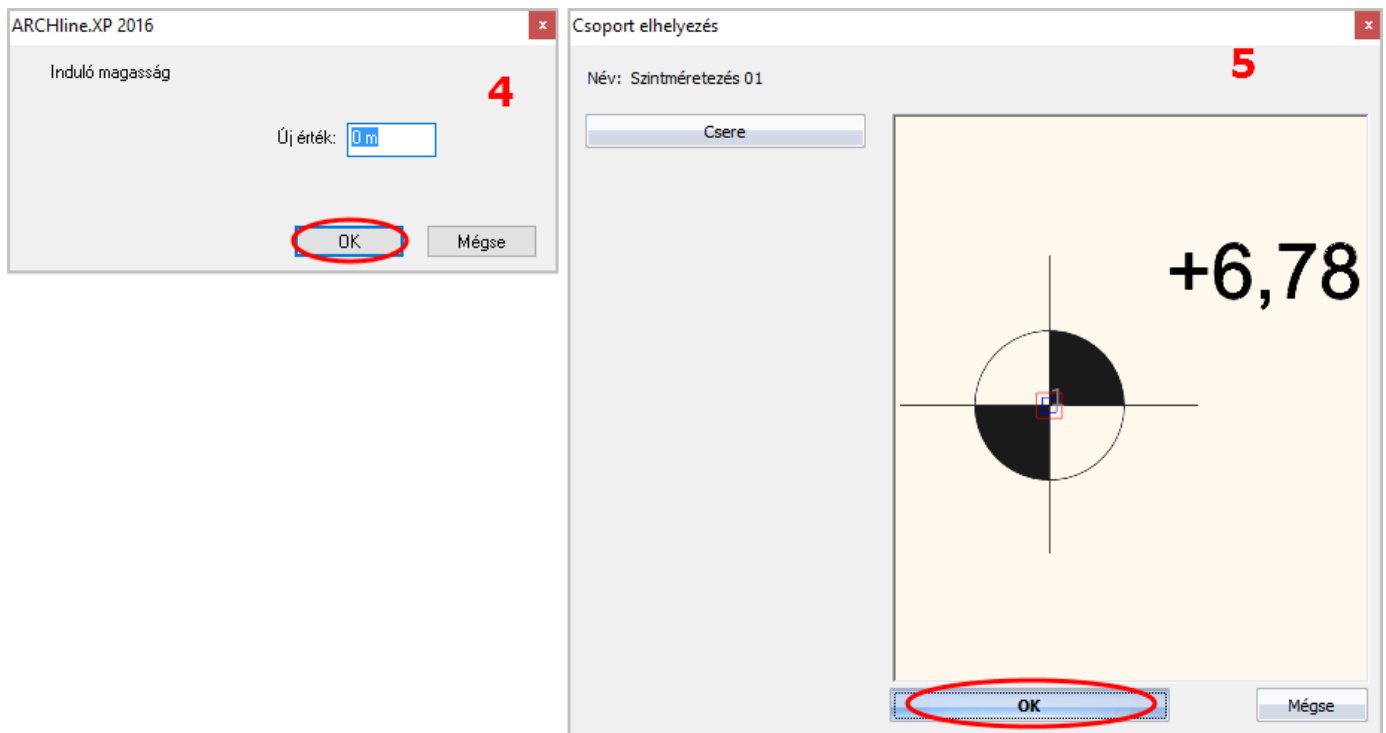 ARCHline.XP 2016
x
Induló magasság
4
Új érték: 0 m
OK
Mégse
Csoport elhelyezés
x
Név: Szintméretezés 01
5
Csere
+6,78
1
OK
Mégse